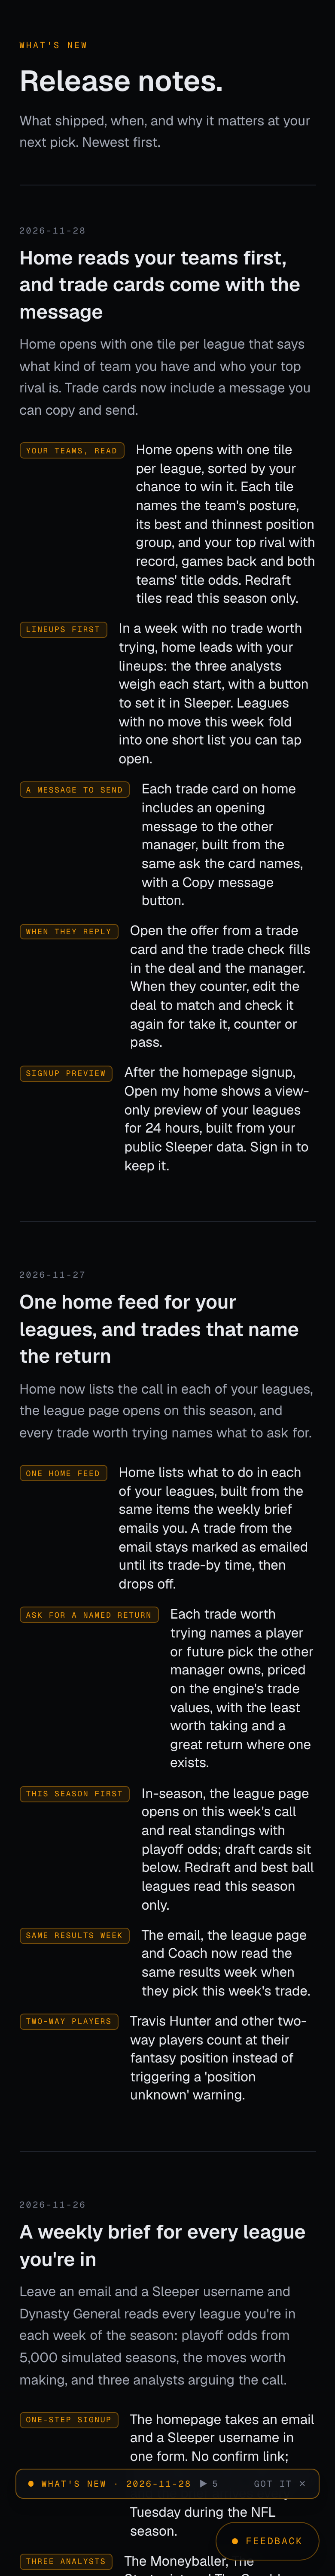 WHAT'S NEW
Release notes.
What shipped, when, and why it matters at your
next pick. Newest first.
2026-11-28
Home reads your teams first,
and trade cards come with the
message
Home opens with one tile per league that says
what kind of team you have and who your top
rival is. Trade cards now include a message you
can copy and send.
YOUR TEAMS, READ
Home opens with one tile
per league, sorted by your
chance to win it. Each tile
names the team's posture,
its best and thinnest position
group, and your top rival with
record, games back and both
teams' title odds. Redraft
tiles read this season only.
LINEUPS FIRST
In a week with no trade worth
trying, home leads with your
lineups: the three analysts
weigh each start, with a button
to set it in Sleeper. Leagues
with no move this week fold
into one short list you can tap
open.
A MESSAGE TO SEND
Each trade card on home
includes an opening
message to the other
manager, built from the
same ask the card names,
with a Copy message
button.
WHEN THEY REPLY
Open the offer from a trade
card and the trade check fills
in the deal and the manager.
When they counter, edit the
deal to match and check it
again for take it, counter or
pass.
SIGNUP PREVIEW
After the homepage signup,
Open my home shows a view-
only preview of your leagues
for 24 hours, built from your
public Sleeper data. Sign in to
keep it.
2026-11-27
One home feed for your
leagues, and trades that name
the return
Home now lists the call in each of your leagues,
the league page opens on this season, and
every trade worth trying names what to ask for.
ONE HOME FEED
Home lists what to do in each
of your leagues, built from the
same items the weekly brief
emails you. A trade from the
email stays marked as emailed
until its trade-by time, then
drops off.
ASK FOR A NAMED RETURN
Each trade worth
trying names a player
or future pick the other
manager owns, priced
on the engine's trade
values, with the least
worth taking and a
great return where one
exists.
THIS SEASON FIRST
In-season, the league page
opens on this week's call
and real standings with
playoff odds; draft cards sit
below. Redraft and best ball
leagues read this season
only.
SAME RESULTS WEEK
The email, the league page
and Coach now read the
same results week when
they pick this week's trade.
TWO-WAY PLAYERS
Travis Hunter and other two-
way players count at their
fantasy position instead of
triggering a 'position
unknown' warning.
2026-11-26
A weekly brief for every league
you're in
Leave an email and a Sleeper username and
Dynasty General reads every league you're in
each week of the season: playoff odds from
5,000 simulated seasons, the moves worth
making, and three analysts arguing the call.
ONE-STEP SIGNUP
The homepage takes an email
and a Sleeper username in
one form. No confirm link;
WHAT'S NEW · 2026-11-28 ▶ 5 GOT IT ×
Tuesday during the NFL
season.
FEEDBACK
THREE ANALYSTS
The Moneyballer, The